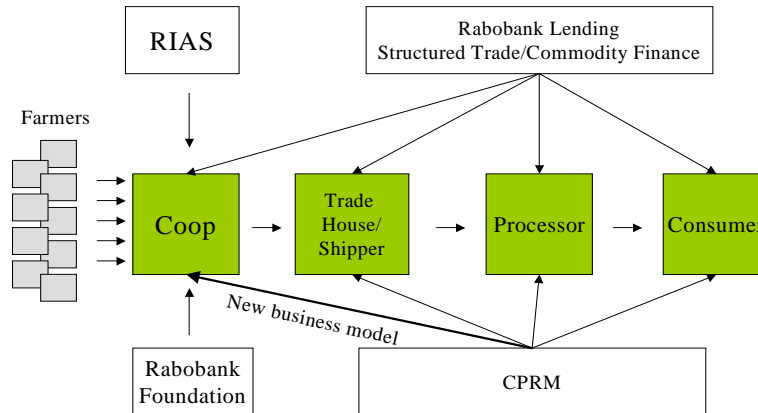 RIAS
Rabobank Lending
Structured Trade/Commodity Finance
Farmers
Coop
Trade
House/
Shipper
Processor
Consumer
New business model
Rabobank
Foundation
CPRM